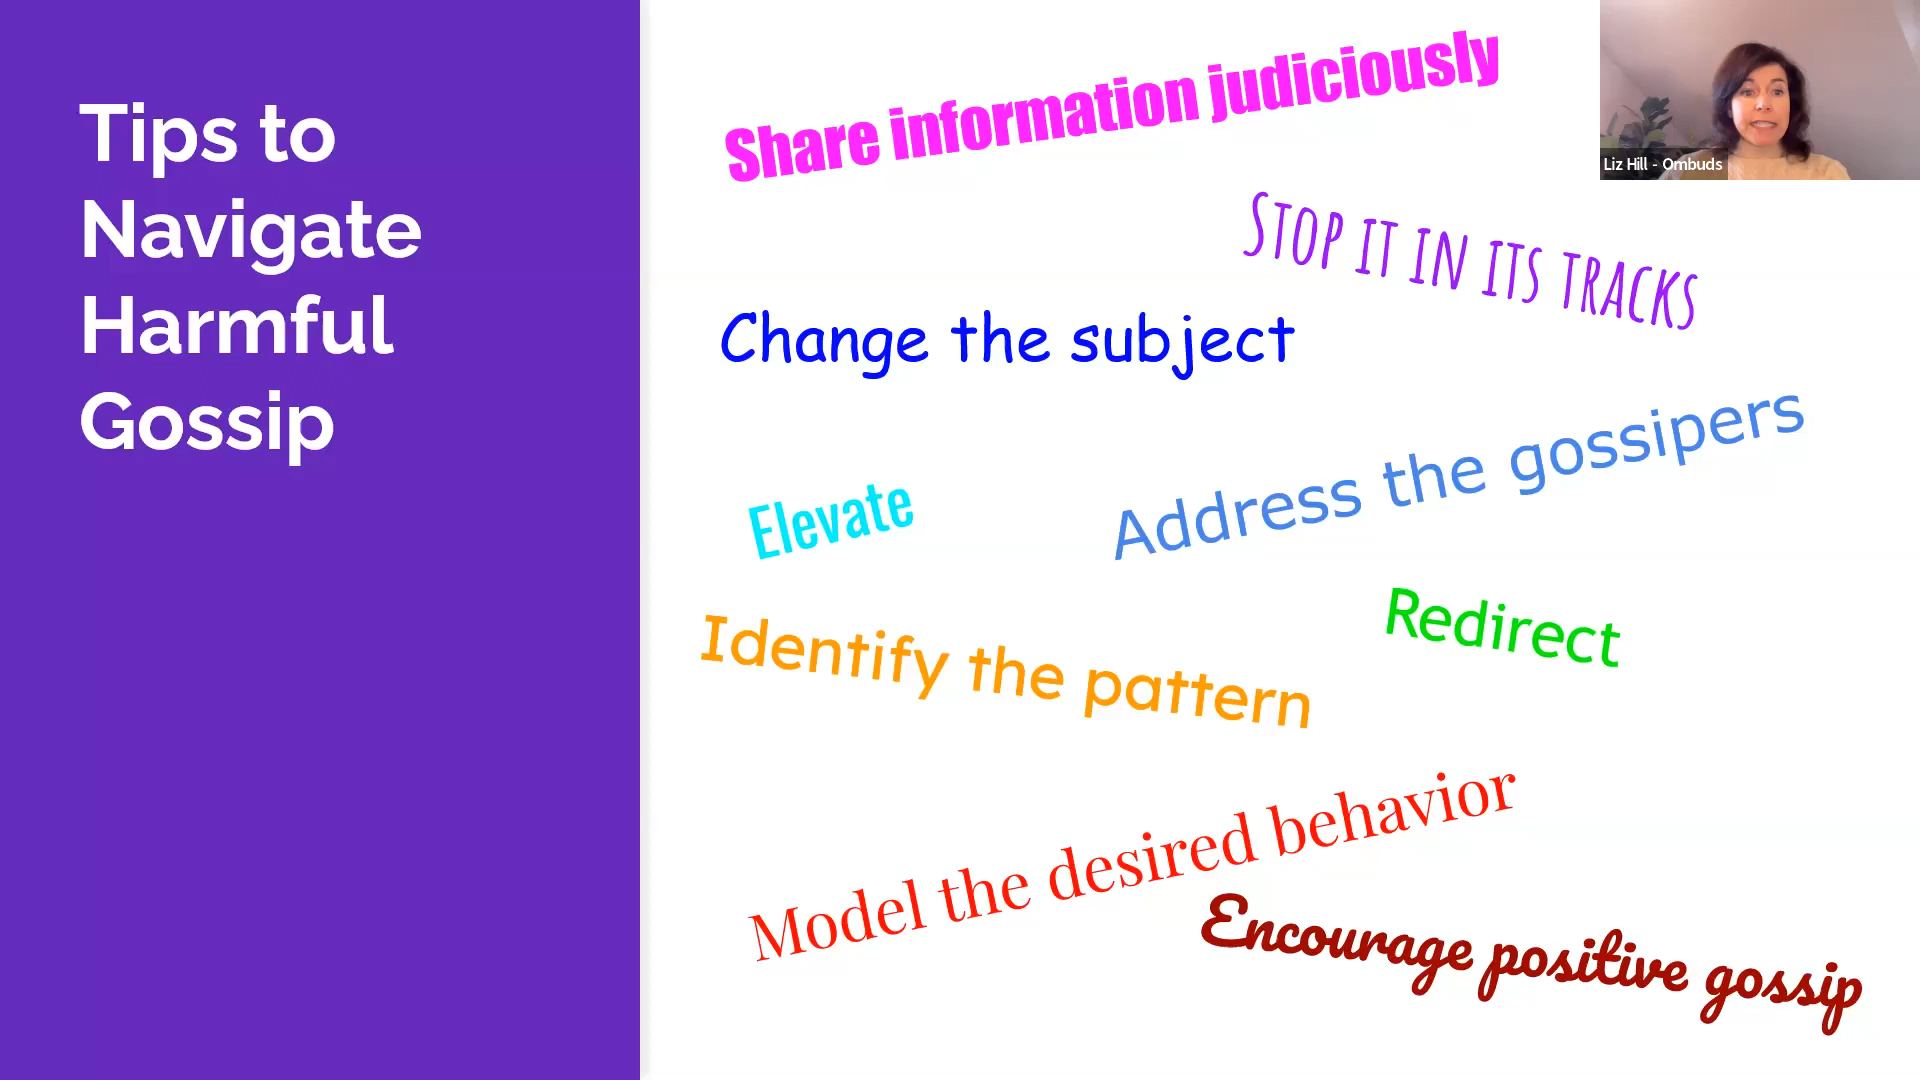 Tips to
Navigate
Harmful
Gossip
Share information judiciously
Liz Hill - Ombuds
STOP IT IN ITS TRACKS
Change the subject
Address the gossipers
Elevate
Redirect
Identify the pattern
Model the desired behavior
Encourage positive gossip